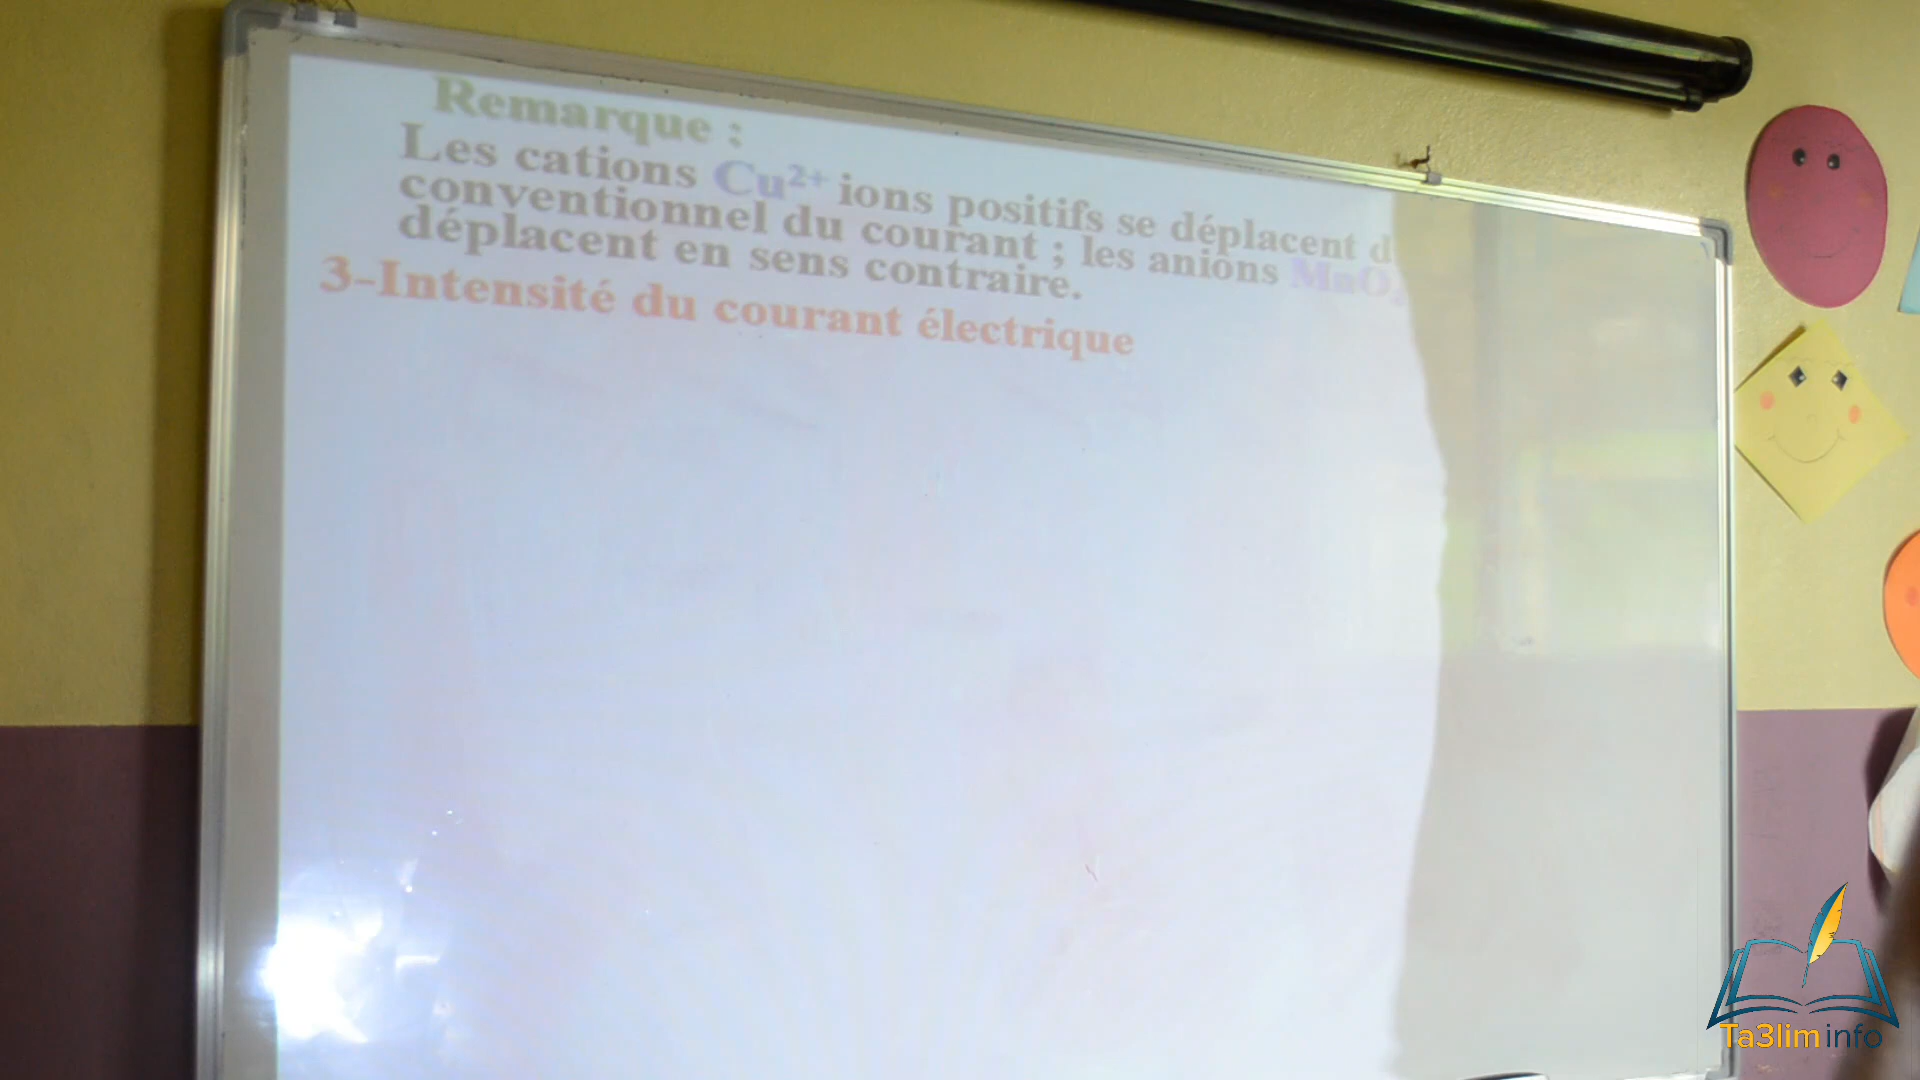 Remarque :
Les cations Cu²⁺ ions positifs se déplacent d
conventionnel du courant ; les anions MnO
déplacent en sens contraire.
3-Intensité du courant électrique
Ta3lim info